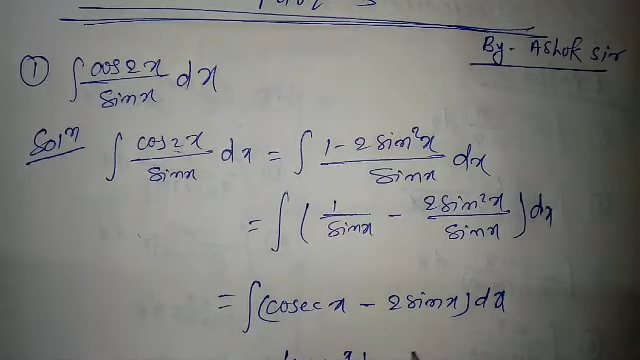 By - Ashok Sir
① ∫ cos2x/sinx dx
Solⁿ ∫ cos2x/sinx dx = ∫ 1-2sin²x/sinx dx
= ∫ (1/sinx - 2sin²x/sinx) dx
= ∫(cosec x - 2sinx) dx